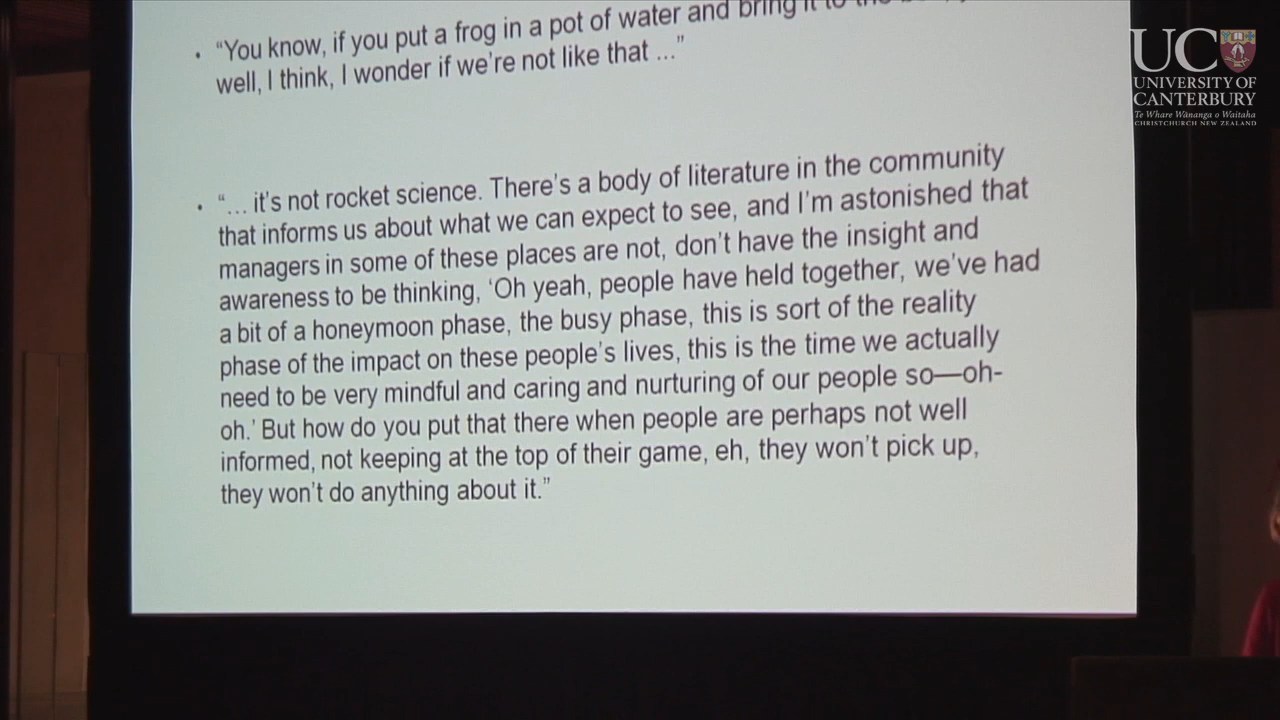 • “You know, if you put a frog in a pot of water and bring it to the
well, I think, I wonder if we’re not like that ...”
• “... it’s not rocket science. There’s a body of literature in the community
that informs us about what we can expect to see, and I’m astonished that
managers in some of these places are not, don’t have the insight and
awareness to be thinking, ‘Oh yeah, people have held together, we’ve had
a bit of a honeymoon phase, the busy phase, this is sort of the reality
phase of the impact on these people’s lives, this is the time we actually
need to be very mindful and caring and nurturing of our people so—oh-
oh.’ But how do you put that there when people are perhaps not well
informed, not keeping at the top of their game, eh, they won’t pick up,
they won’t do anything about it.”
UC
UNIVERSITY OF
CANTERBURY
Te Whare Wānanga o Waitaha
CHRISTCHURCH NEW ZEALAND